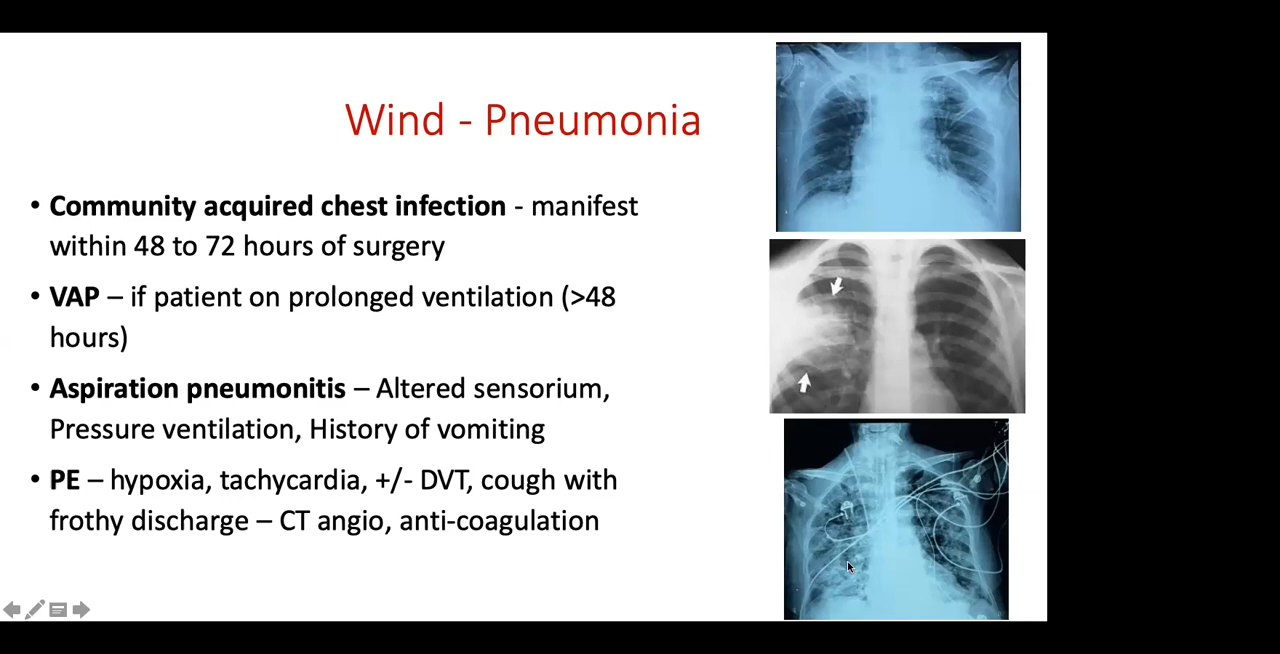 Wind - Pneumonia
• Community acquired chest infection - manifest
within 48 to 72 hours of surgery
• VAP – if patient on prolonged ventilation (>48
hours)
• Aspiration pneumonitis – Altered sensorium,
Pressure ventilation, History of vomiting
• PE – hypoxia, tachycardia, +/- DVT, cough with
frothy discharge – CT angio, anti-coagulation